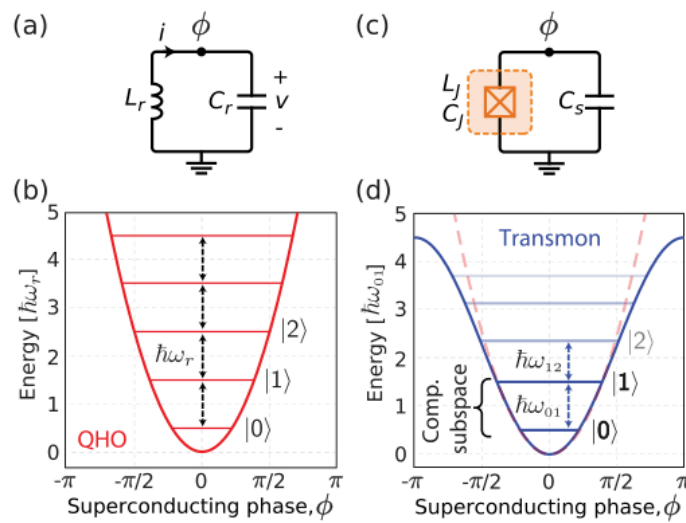 (a)
i
ϕ
L_r
C_r
+
v
-
(c)
ϕ
L_J
C_J
C_s
(b)
5
4
3
2
1
0
Energy [ℏω_r]
ℏω_r
|2⟩
|1⟩
|0⟩
QHO
-π -π/2 0 π/2 π
Superconducting phase, ϕ
(d)
5
4
3
2
1
0
Energy [ℏω_01]
Transmon
|2⟩
ℏω_12
|1⟩
ℏω_01
|0⟩
Comp.
subspace
-π -π/2 0 π/2 π
Superconducting phase, ϕ